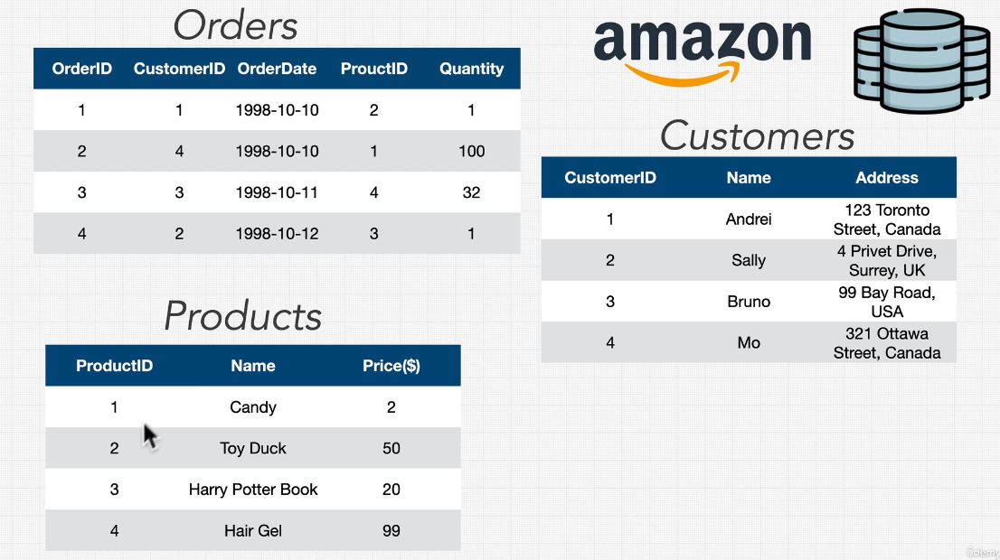 Orders
OrderID CustomerID OrderDate ProuctID Quantity
1 1 1998-10-10 2 1
2 4 1998-10-10 1 100
3 3 1998-10-11 4 32
4 2 1998-10-12 3 1
amazon
Customers
CustomerID Name Address
1 Andrei 123 Toronto
Street, Canada
2 Sally 4 Privet Drive,
Surrey, UK
3 Bruno 99 Bay Road,
USA
4 Mo 321 Ottawa
Street, Canada
Products
ProductID Name Price($)
1 Candy 2
2 Toy Duck 50
3 Harry Potter Book 20
4 Hair Gel 99
ûdemy